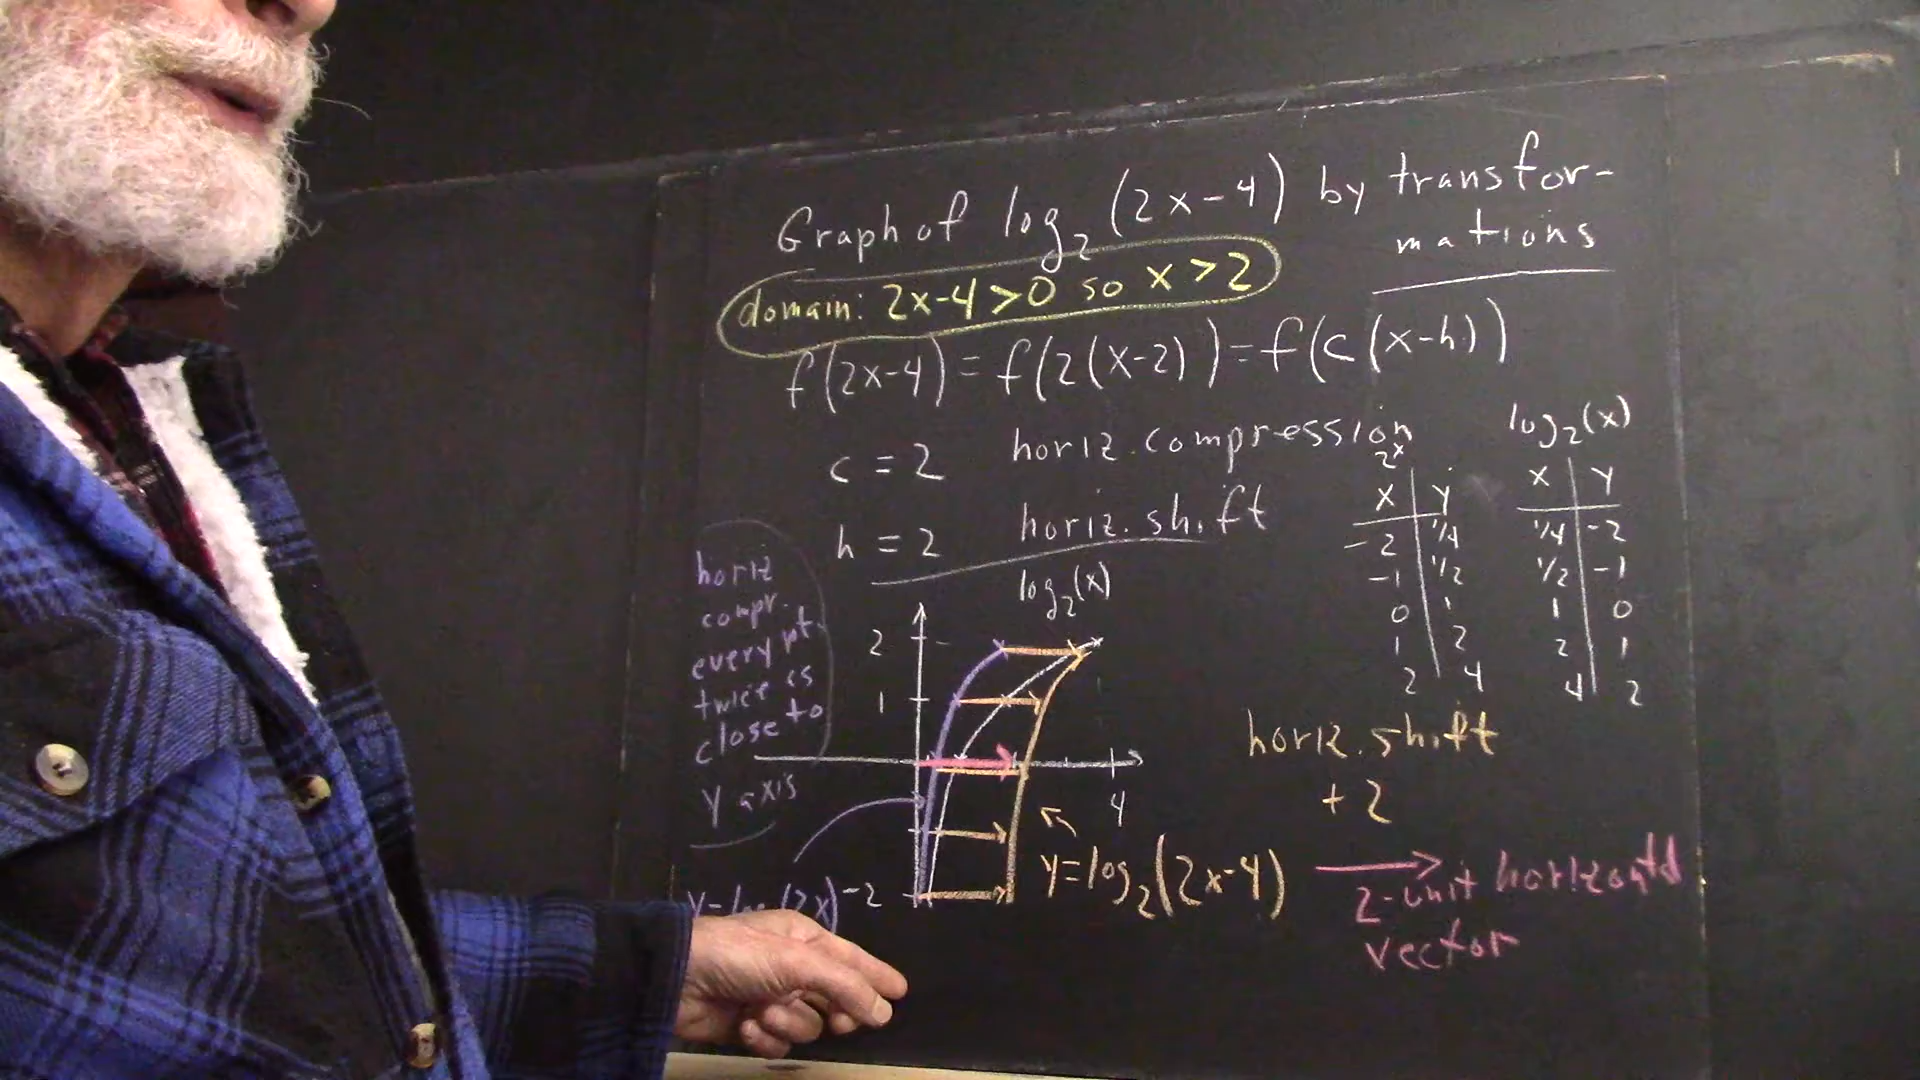 Graph of log₂(2x-4) by transfor-
mations
domain: 2x-4>0 so x>2
f(2x-4)=f(2(x-2))=f(c(x-h))
c = 2 horiz. compression
h = 2 horiz. shift
2ˣ
x y
-2 1/4
-1 1/2
0 1
1 2
2 4
log₂(x)
x y
1/4 -2
1/2 -1
1 0
2 1
4 2
horiz
compr.
every pt.
twice as
close to
y axis
log₂(x)
2
1
4
-2
y=log₂(2x-4)
horiz. shift
+ 2
2-unit horizontal
vector